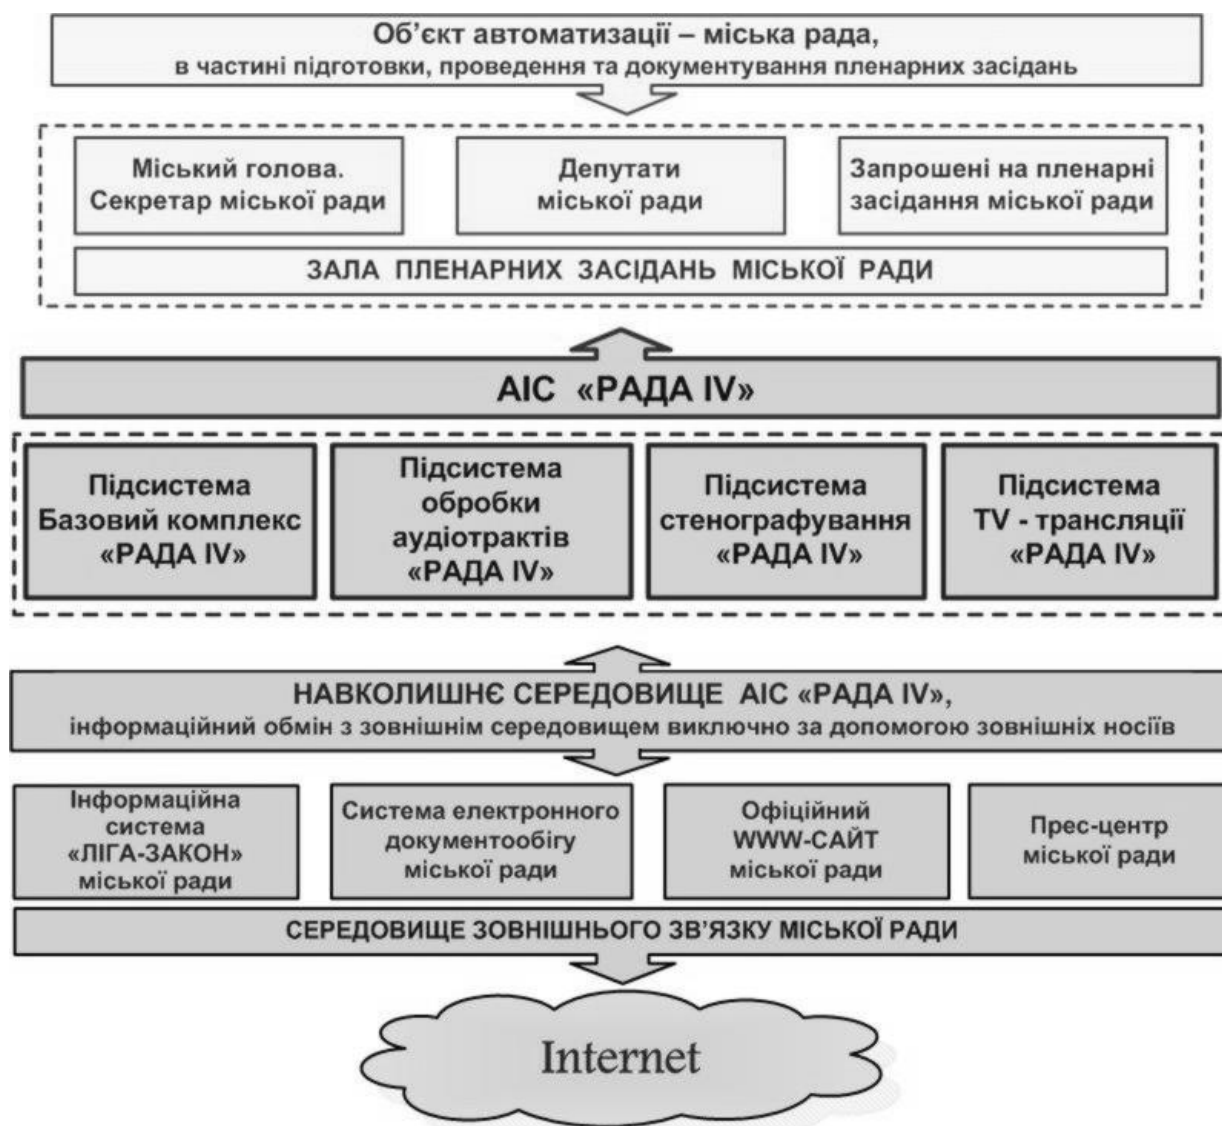 Об’єкт автоматизації – міська рада,
в частині підготовки, проведення та документування пленарних засідань
Міський голова.
Секретар міської ради
Депутати
міської ради
Запрошені на пленарні
засідання міської ради
ЗАЛА ПЛЕНАРНИХ ЗАСІДАНЬ МІСЬКОЇ РАДИ
АІС «РАДА IV»
Підсистема
Базовий комплекс
«РАДА IV»
Підсистема
обробки
аудіотрактів
«РАДА IV»
Підсистема
стенографування
«РАДА IV»
Підсистема
TV - трансляції
«РАДА IV»
НАВКОЛИШНЄ СЕРЕДОВИЩЕ АІС «РАДА IV»,
інформаційний обмін з зовнішнім середовищем виключно за допомогою зовнішніх носіїв
Інформаційна
система
«ЛІГА-ЗАКОН»
міської ради
Система електронного
документообігу
міської ради
Офіційний
WWW-САЙТ
міської ради
Прес-центр
міської ради
СЕРЕДОВИЩЕ ЗОВНІШНЬОГО ЗВ’ЯЗКУ МІСЬКОЇ РАДИ
Internet